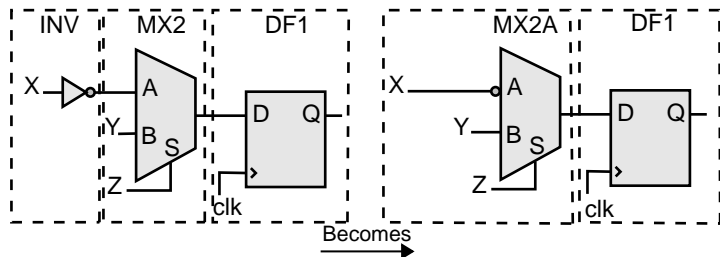 INV MX2 DF1 MX2A DF1
X A D Q X A D Q
Y B Y B
S S
Z clk Z clk
Becomes